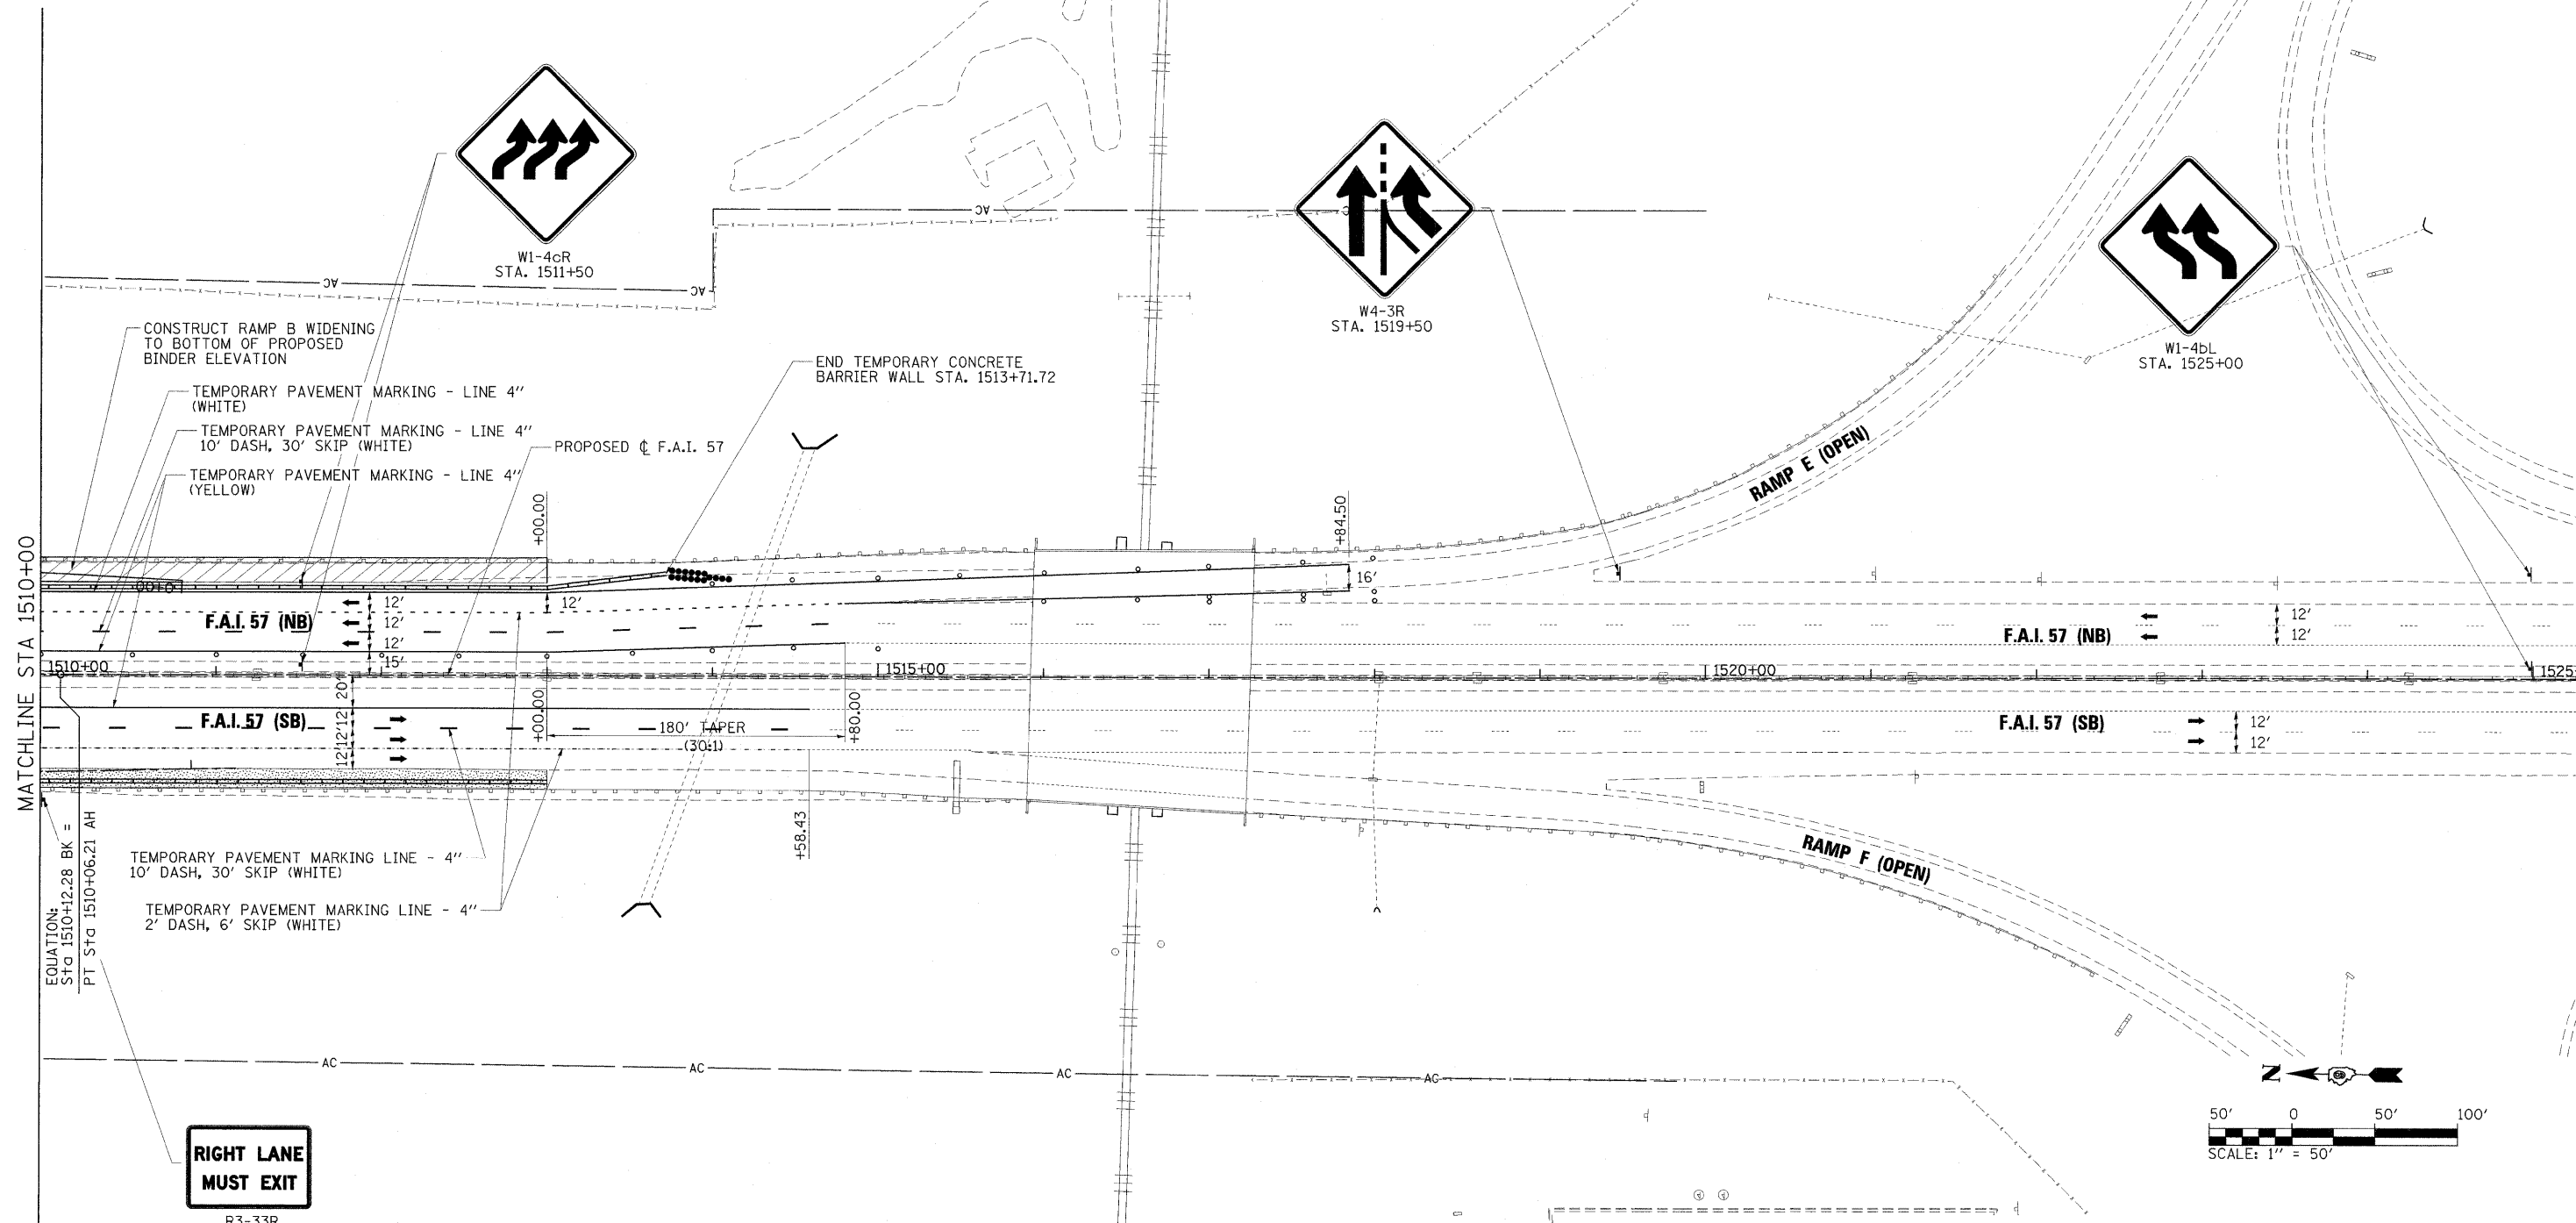 W1-4cR
STA. 1511+50
W4-3R
STA. 1519+50
W1-4bL
STA. 1525+00
AC
AC
AC
AC
CONSTRUCT RAMP B WIDENING
TO BOTTOM OF PROPOSED
BINDER ELEVATION
TEMPORARY PAVEMENT MARKING - LINE 4"
(WHITE)
TEMPORARY PAVEMENT MARKING - LINE 4"
10' DASH, 30' SKIP (WHITE)
TEMPORARY PAVEMENT MARKING - LINE 4"
(YELLOW)
END TEMPORARY CONCRETE
BARRIER WALL STA. 1513+71.72
PROPOSED ℄ F.A.I. 57
+00.00
+84.50
RAMP E (OPEN)
MATCHLINE STA 1510+00
12'
12'
12'
15'
12'
16'
F.A.I. 57 (NB)
F.A.I. 57 (NB)
12'
12'
1510+00
1515+00
1520+00
1525
20'
12'
12'
12'
F.A.I. 57 (SB)
+00.00
180' TAPER
(30:1)
+80.00
F.A.I. 57 (SB)
12'
12'
+58.43
RAMP F (OPEN)
TEMPORARY PAVEMENT MARKING LINE - 4"
10' DASH, 30' SKIP (WHITE)
TEMPORARY PAVEMENT MARKING LINE - 4"
2' DASH, 6' SKIP (WHITE)
EQUATION:
Sta 1510+12.28 BK =
PT Sta 1510+06.21 AH
AC
AC
AC
AC
N
50' 0 50' 100'
SCALE: 1" = 50'
RIGHT LANE
MUST EXIT
R3-33R